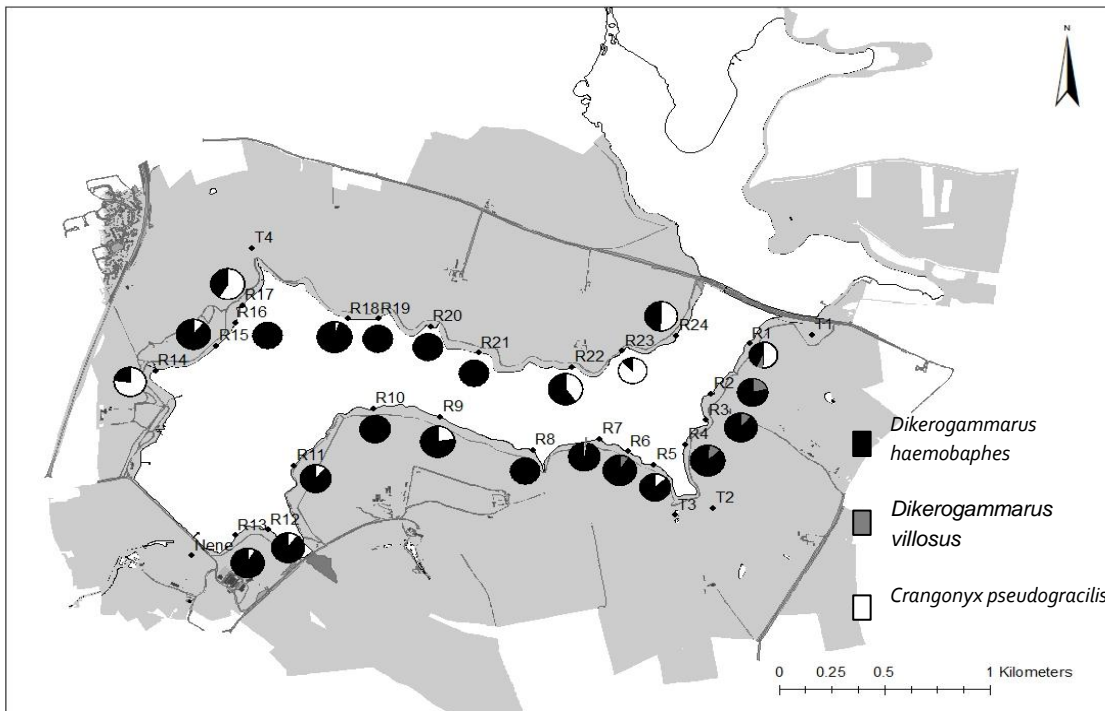 N
T4
R17
R16
R15
R14
R18
R19
R20
R21
R22
R23
R24
R1
T1
R2
R3
R4
R10
R9
R8
R7
R6
R5
T3
T2
R11
R13
R12
Nene
Dikerogammarus
haemobaphes
Dikerogammarus
villosus
Crangonyx pseudogracilis
0 0.25 0.5 1 Kilometers